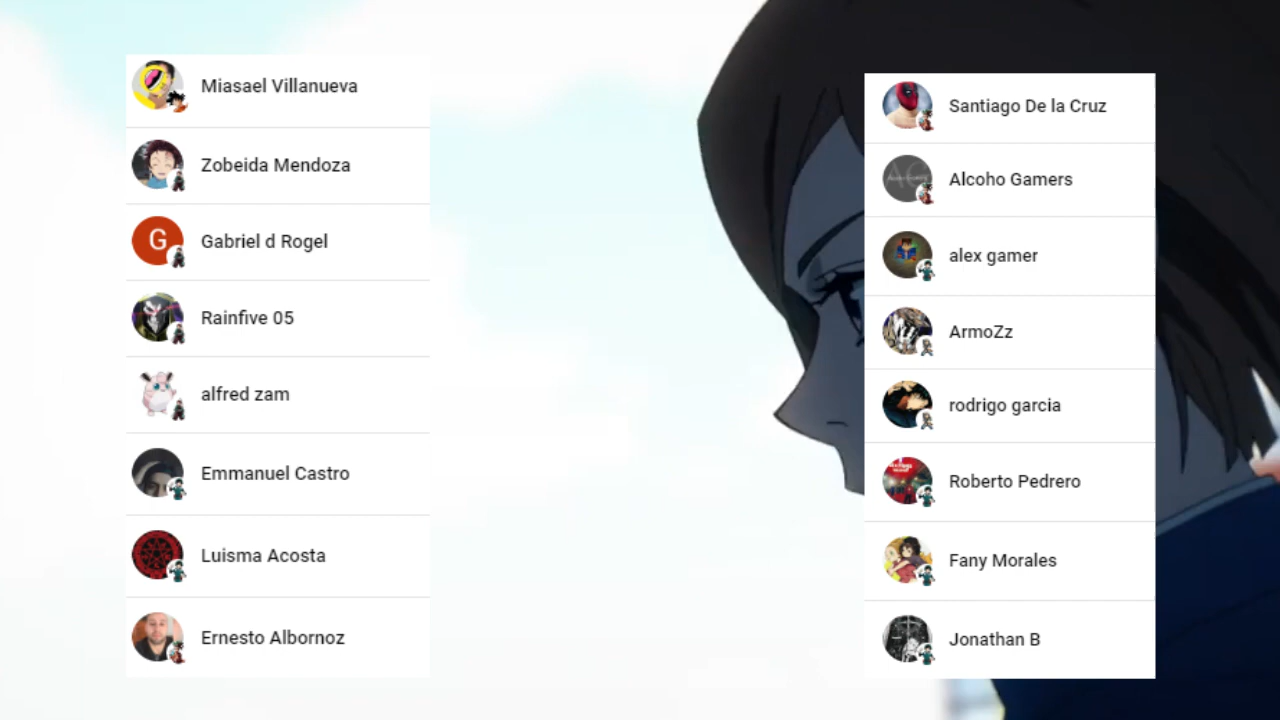 Miasael Villanueva
Zobeida Mendoza
G
Gabriel d Rogel
Rainfive 05
alfred zam
Emmanuel Castro
Luisma Acosta
Ernesto Albornoz
Santiago De la Cruz
AG
Alcoho Gamers
alex gamer
ArmoZz
rodrigo garcia
Roberto Pedrero
Fany Morales
Jonathan B